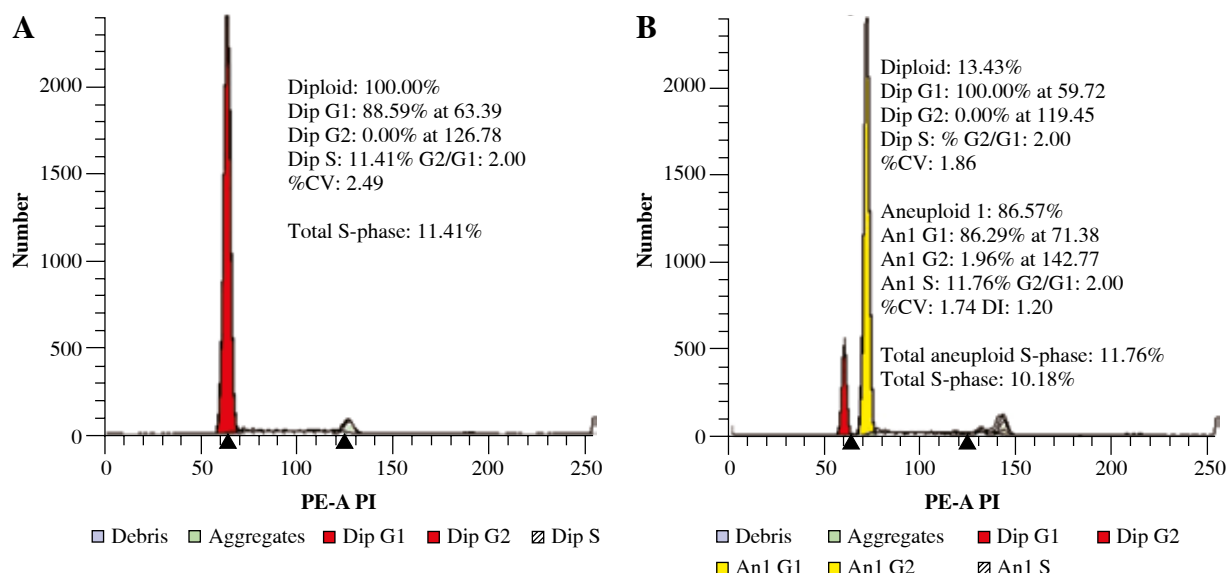 A
Number
2000
1500
1000
500
0
Diploid: 100.00%
Dip G1: 88.59% at 63.39
Dip G2: 0.00% at 126.78
Dip S: 11.41% G2/G1: 2.00
%CV: 2.49
Total S-phase: 11.41%
0 50 100 150 200 250
PE-A PI
Debris Aggregates Dip G1 Dip G2 Dip S
B
Number
2000
1500
1000
500
0
Diploid: 13.43%
Dip G1: 100.00% at 59.72
Dip G2: 0.00% at 119.45
Dip S: % G2/G1: 2.00
%CV: 1.86
Aneuploid 1: 86.57%
An1 G1: 86.29% at 71.38
An1 G2: 1.96% at 142.77
An1 S: 11.76% G2/G1: 2.00
%CV: 1.74 DI: 1.20
Total aneuploid S-phase: 11.76%
Total S-phase: 10.18%
0 50 100 150 200 250
PE-A PI
Debris Aggregates Dip G1 Dip G2
An1 G1 An1 G2 An1 S